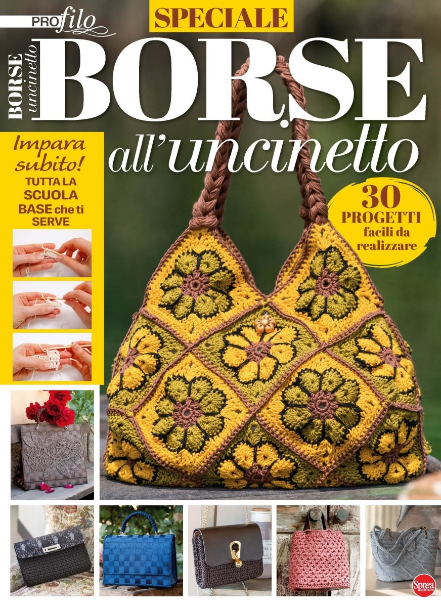 SPECIALE
PROfilo
BORSE
uncinetto
BORSE
all'uncinetto
Impara
subito!
TUTTA LA
SCUOLA
BASE che ti
SERVE
30
PROGETTI
facili da
realizzare
Sprea